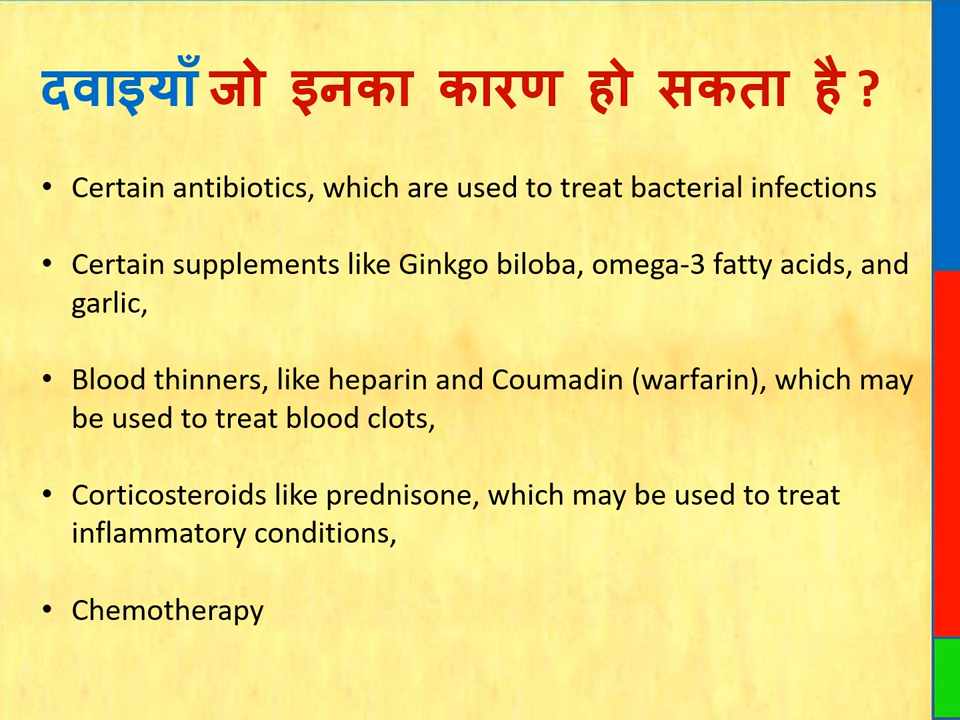 दवाइयाँ जो इनका कारण हो सकता है ?
• Certain antibiotics, which are used to treat bacterial infections
• Certain supplements like Ginkgo biloba, omega-3 fatty acids, and
garlic,
• Blood thinners, like heparin and Coumadin (warfarin), which may
be used to treat blood clots,
• Corticosteroids like prednisone, which may be used to treat
inflammatory conditions,
• Chemotherapy